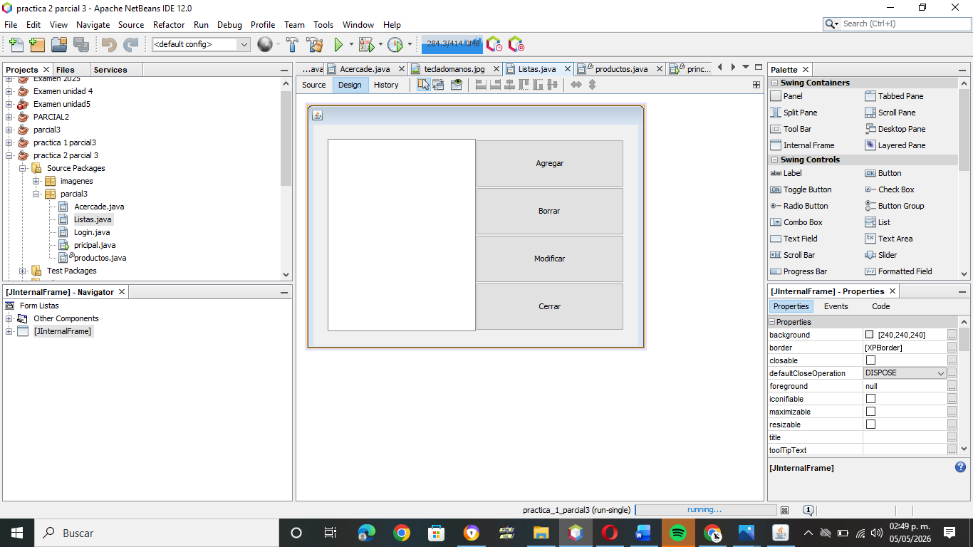 practica 2 parcial 3 - Apache NetBeans IDE 12.0
File Edit View Navigate Source Refactor Run Debug Profile Team Tools Window Help
Search (Ctrl+I)
<default config>
Projects Files Services
...ava Acercade.java tecladomanos.jpg Listas.java productos.java princ...
Palette
Examen 2025
Examen unidad 4
Examen unidad5
PARCIAL2
parcial3
practica 1 parcial3
practica 2 parcial 3
Source Packages
imagenes
parcial3
Acercade.java
Listas.java
Login.java
pricipal.java
productos.java
Test Packages
Source Design History
Agregar
Borrar
Modificar
Cerrar
Swing Containers
Panel Tabbed Pane
Split Pane Scroll Pane
Tool Bar Desktop Pane
Internal Frame Layered Pane
Swing Controls
Label Button
Toggle Button Check Box
Radio Button Button Group
Combo Box List
Text Field Text Area
Scroll Bar Slider
Progress Bar Formatted Field
[JInternalFrame] - Navigator
Form Listas
Other Components
[JInternalFrame]
[JInternalFrame] - Properties
Properties Events Code
Properties
background [240,240,240]
border [XPBorder]
closable
defaultCloseOperation DISPOSE
foreground null
iconifiable
maximizable
resizable
title
toolTipText
[JInternalFrame]
practica_1_parcial3 (run-single) running...
Buscar
02:49 p. m.
05/05/2026